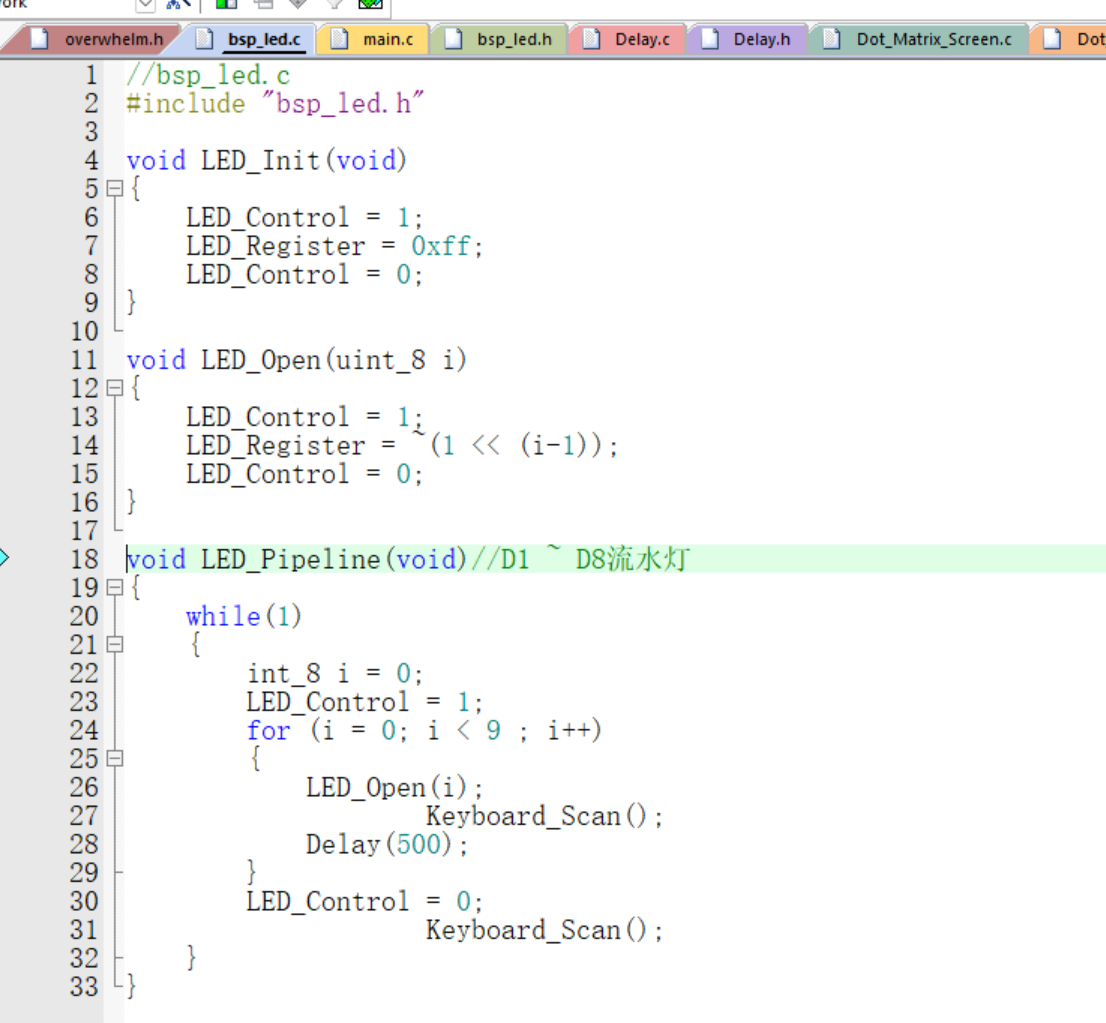 overwhelm.h bsp_led.c main.c bsp_led.h Delay.c Delay.h Dot_Matrix_Screen.c Dot
1 //bsp_led.c
2 #include "bsp_led.h"
3
4 void LED_Init(void)
5 {
6 LED_Control = 1;
7 LED_Register = 0xff;
8 LED_Control = 0;
9 }
10
11 void LED_Open(uint_8 i)
12 {
13 LED_Control = 1;
14 LED_Register = ~(1 << (i-1));
15 LED_Control = 0;
16 }
17
18 void LED_Pipeline(void)//D1 ~ D8流水灯
19 {
20 while(1)
21 {
22 int_8 i = 0;
23 LED_Control = 1;
24 for (i = 0; i < 9 ; i++)
25 {
26 LED_Open(i);
27 Keyboard_Scan();
28 Delay(500);
29 }
30 LED_Control = 0;
31 Keyboard_Scan();
32 }
33 }